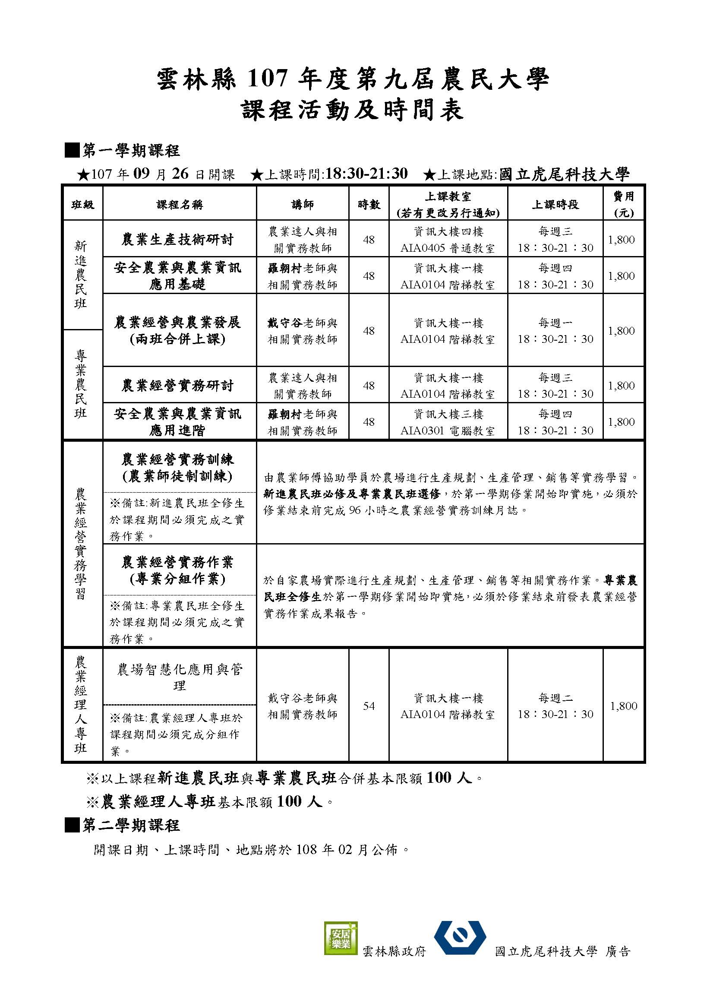 雲林縣 107 年度第九屆農民大學
課程活動及時間表
■第一學期課程
★107 年 09 月 26 日開課 ★上課時間:18:30-21:30 ★上課地點:國立虎尾科技大學
班級 課程名稱 講師 時數 上課教室 (若有更改另行通知) 上課時段 費用 (元)
新進農民班
農業生產技術研討
農業達人與相
關實務教師
48
資訊大樓四樓
AIA0405 普通教室
每週三
18：30-21：30
1,800
安全農業與農業資訊
應用基礎
羅朝村老師與
相關實務教師
48
資訊大樓一樓
AIA0104 階梯教室
每週四
18：30-21：30
1,800
農業經營與農業發展
(兩班合併上課)
戴守谷老師與
相關實務教師
48
資訊大樓一樓
AIA0104 階梯教室
每週一
18：30-21：30
1,800
專業農民班
農業經營實務研討
農業達人與相
關實務教師
48
資訊大樓一樓
AIA0104 階梯教室
每週三
18：30-21：30
1,800
安全農業與農業資訊
應用進階
羅朝村老師與
相關實務教師
48
資訊大樓三樓
AIA0301 電腦教室
每週四
18：30-21：30
1,800
農業經營實務學習
農業經營實務訓練
(農業師徒制訓練)
※備註:新進農民班全修生
於課程期間必須完成之實
務作業。
由農業師傅協助學員於農場進行生產規劃、生產管理、銷售等實務學習。
新進農民班必修及專業農民班選修，於第一學期修業開始即實施，必須於
修業結束前完成 96 小時之農業經營實務訓練月誌。
農業經營實務作業
(專業分組作業)
※備註:專業農民班全修生
於課程期間必須完成之實
務作業。
於自家農場實際進行生產規劃、生產管理、銷售等相關實務作業。專業農
民班全修生於第一學期修業開始即實施，必須於修業結束前發表農業經營
實務作業成果報告。
農業經理人專班
農場智慧化應用與管
理
※備註:農業經理人專班於
課程期間必須完成分組作
業。
戴守谷老師與
相關實務教師
54
資訊大樓一樓
AIA0104 階梯教室
每週二
18：30-21：30
1,800
※以上課程新進農民班與專業農民班合併基本限額 100 人。
※農業經理人專班基本限額 100 人。
■第二學期課程
開課日期、上課時間、地點將於 108 年 02 月公佈。
安居
樂業
雲林縣政府 國立虎尾科技大學 廣告